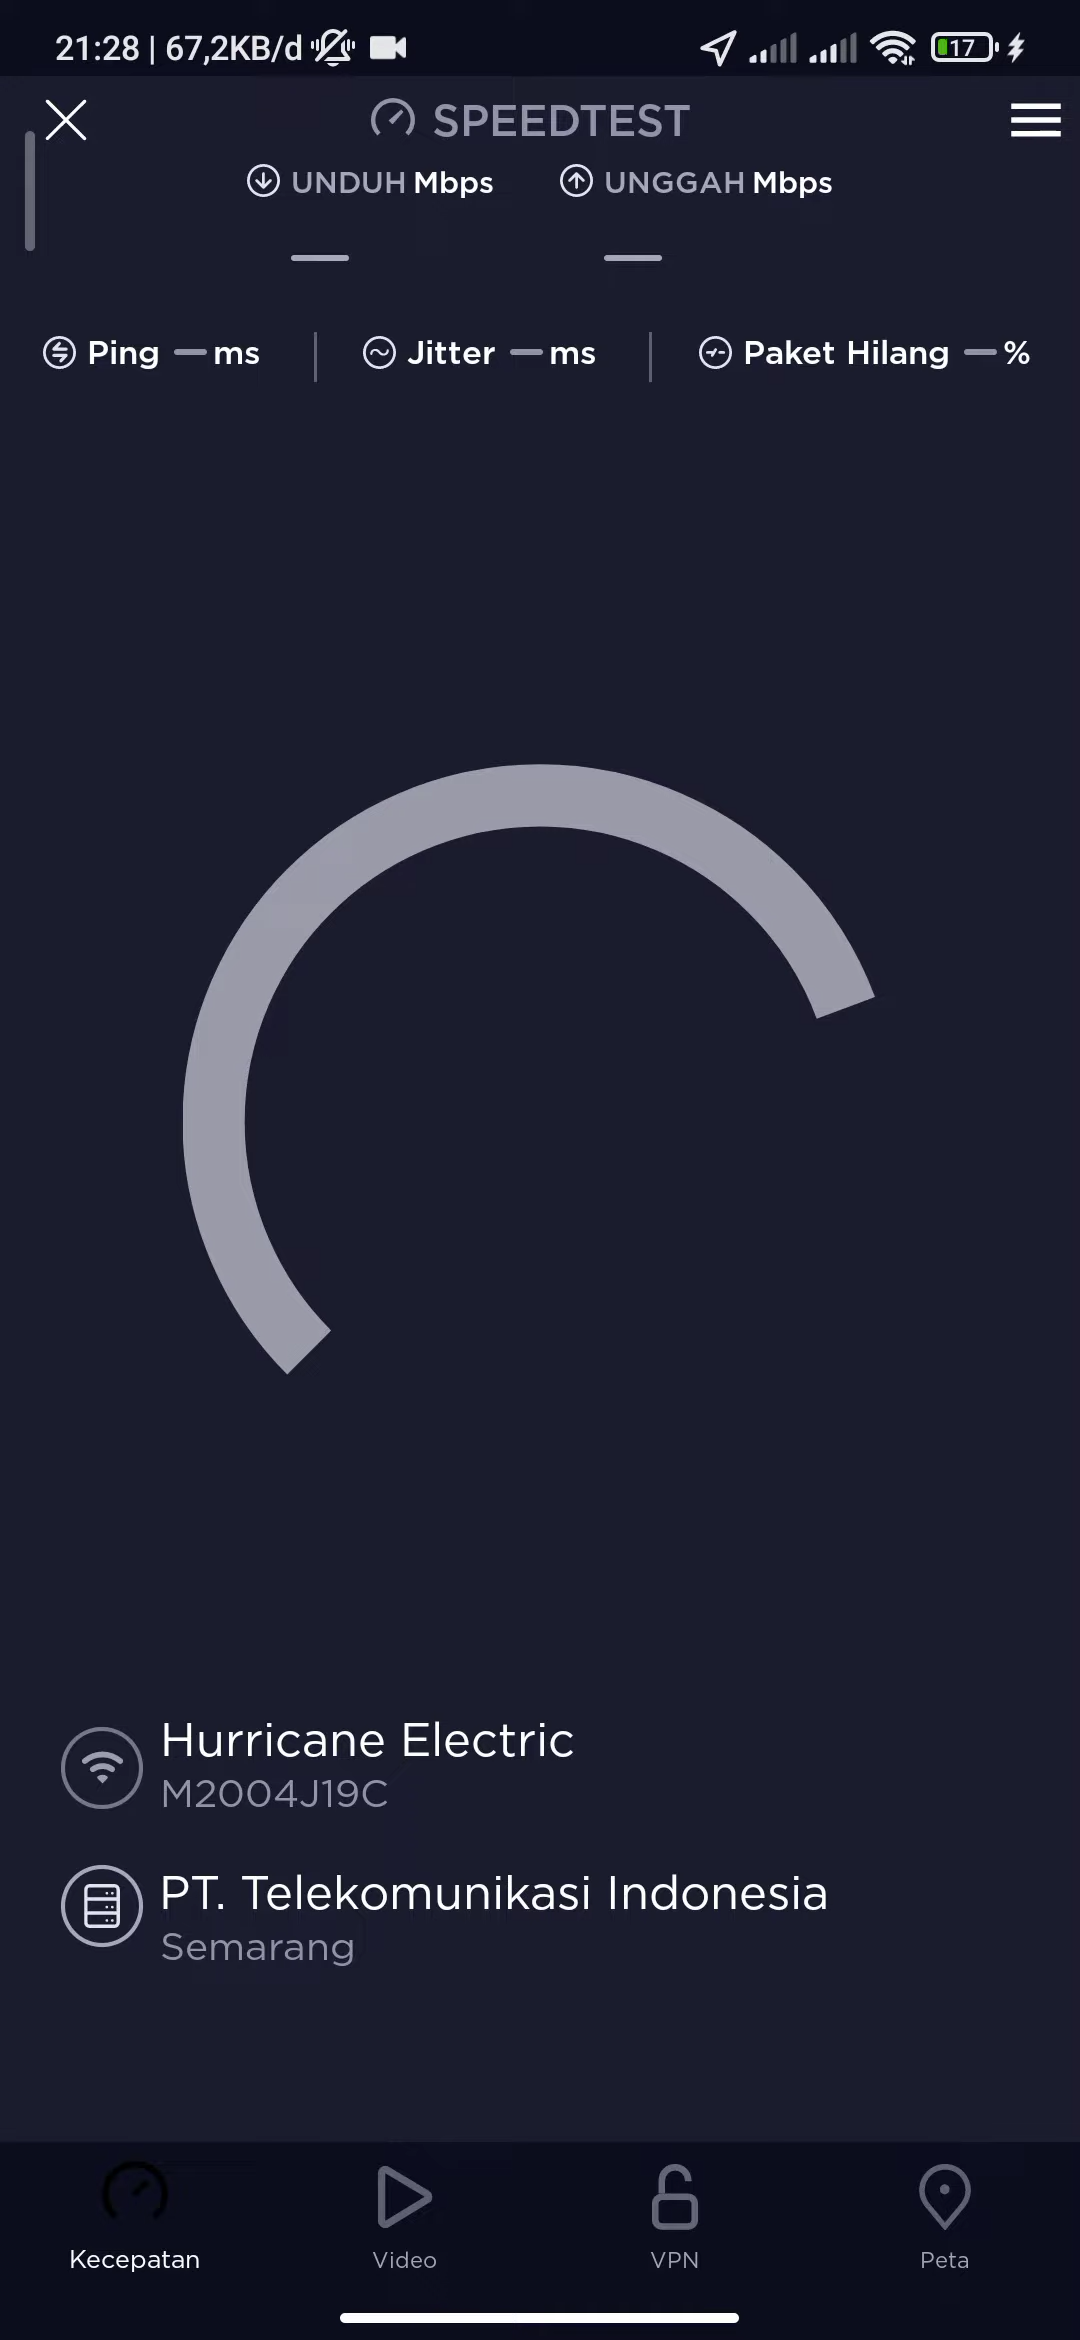 21:28 | 67,2KB/d
17
SPEEDTEST
UNDUH Mbps UNGGAH Mbps
Ping — ms Jitter — ms Paket Hilang — %
Hurricane Electric
M2004J19C
PT. Telekomunikasi Indonesia
Semarang
Kecepatan Video VPN Peta